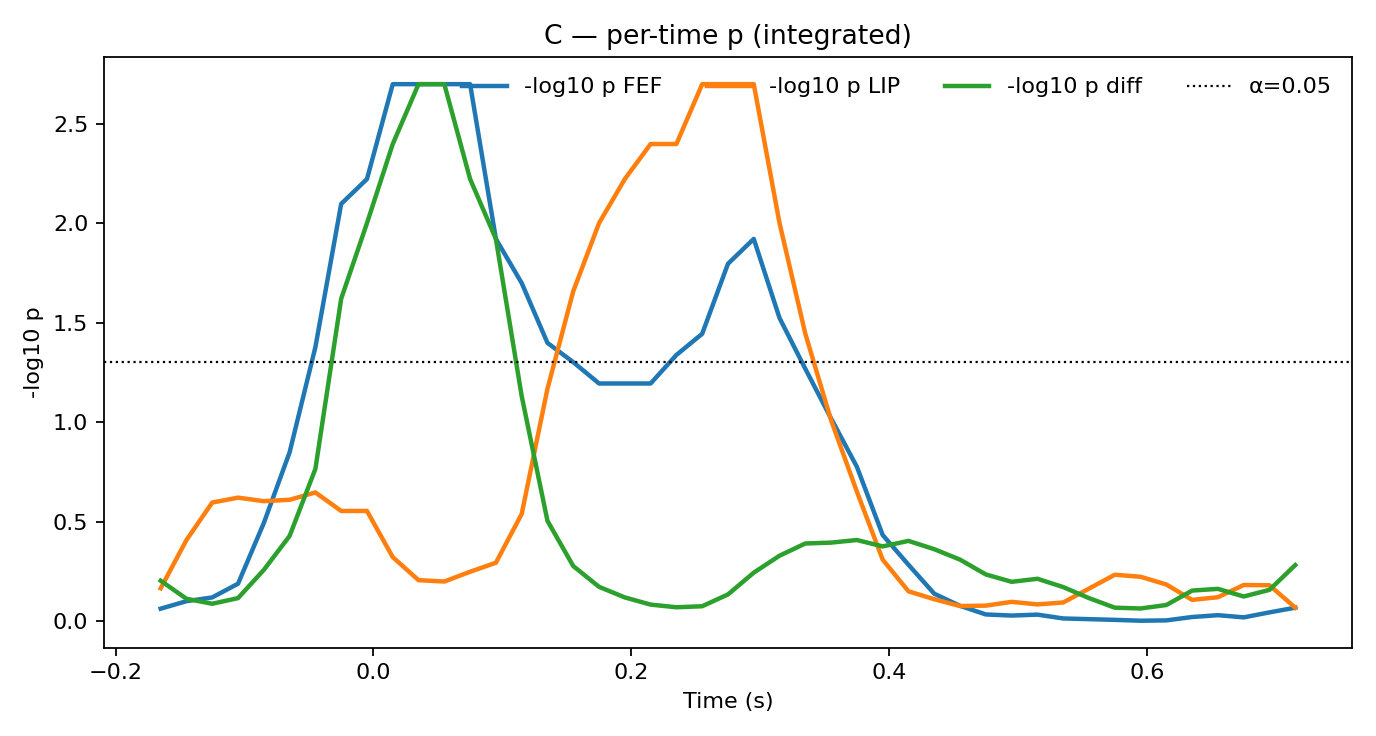 C — per-time p (integrated)
-log10 p FEF
-log10 p LIP
-log10 p diff
α=0.05
-log10 p
2.5
2.0
1.5
1.0
0.5
0.0
−0.2
0.0
0.2
0.4
0.6
Time (s)